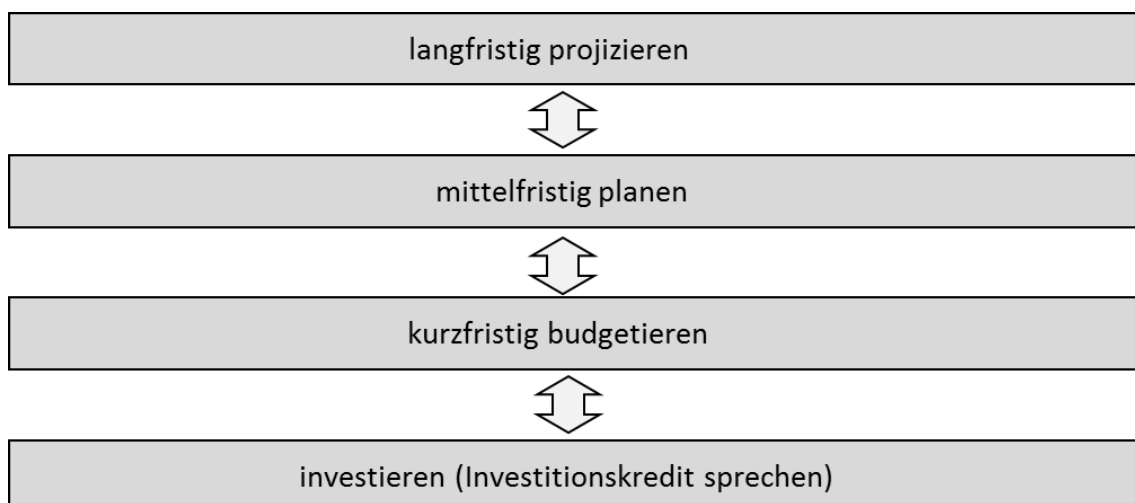 langfristig projizieren
mittelfristig planen
kurzfristig budgetieren
investieren (Investitionskredit sprechen)